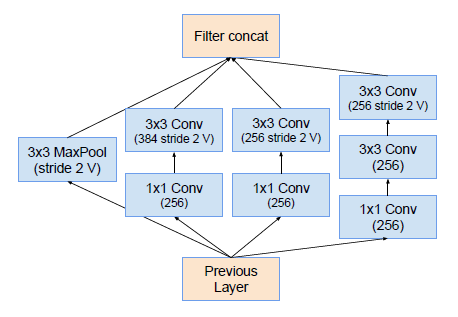 Filter concat
3x3 MaxPool
(stride 2 V)
3x3 Conv
(384 stride 2 V)
1x1 Conv
(256)
3x3 Conv
(256 stride 2 V)
1x1 Conv
(256)
3x3 Conv
(256 stride 2 V)
3x3 Conv
(256)
1x1 Conv
(256)
Previous
Layer